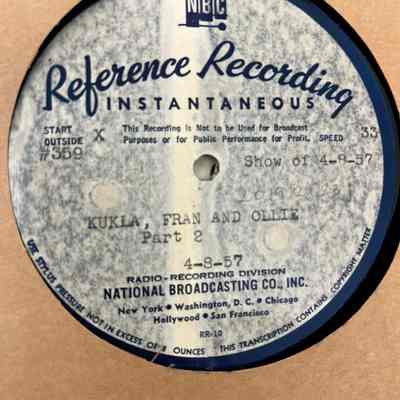 NBC
Reference Recording
INSTANTANEOUS
START OUTSIDE X
This Recording is Not to be Used for Broadcast
Purposes or for Public Performance for Profit.
SPEED 33
#359
Show of 4-8-57
KUKLA, FRAN AND OLLIE
Part 2
4-8-57
RADIO-RECORDING DIVISION
NATIONAL BROADCASTING CO., INC.
New York • Washington, D. C. • Chicago
Hollywood • San Francisco
RR-10
USE STYLUS PRESSURE NOT IN EXCESS OF 2 OUNCES • THIS TRANSCRIPTION CONTAINS COPYRIGHT MATTER